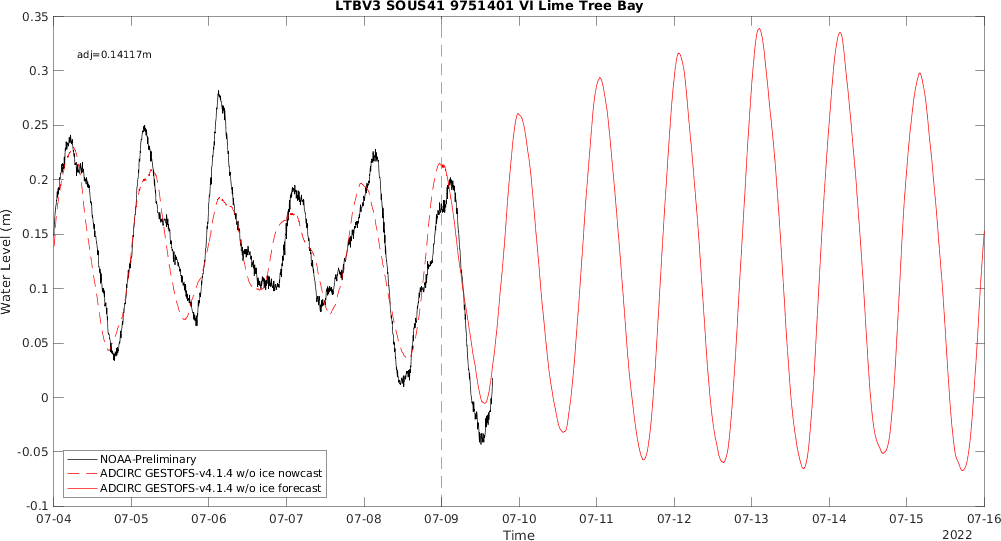 LTBV3 SOUS41 9751401 VI Lime Tree Bay
adj=0.14117m
0.35
0.3
0.25
0.2
0.15
0.1
0.05
0
-0.05
-0.1
Water Level (m)
NOAA-Preliminary
ADCIRC GESTOFS-v4.1.4 w/o ice nowcast
ADCIRC GESTOFS-v4.1.4 w/o ice forecast
07-04 07-05 07-06 07-07 07-08 07-09 07-10 07-11 07-12 07-13 07-14 07-15 07-16
Time
2022